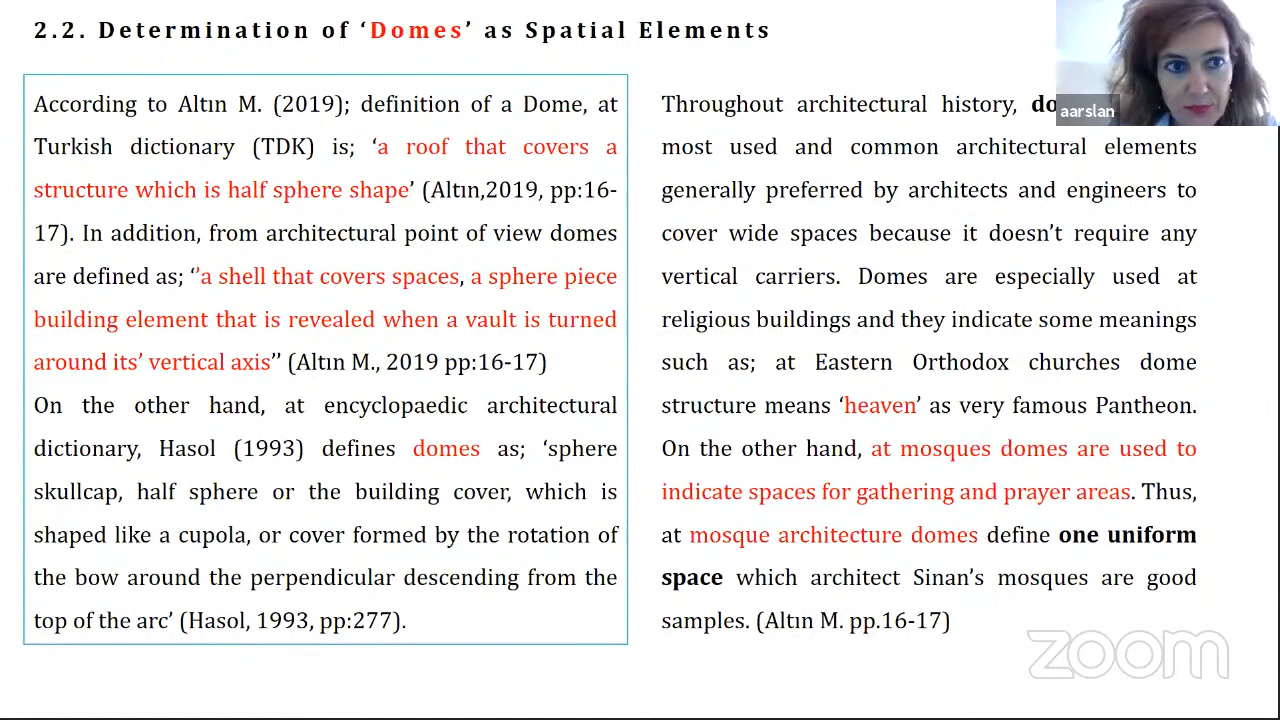 2.2. Determination of ‘Domes’ as Spatial Elements
According to Altın M. (2019); definition of a Dome, at
Turkish dictionary (TDK) is; ‘a roof that covers a
structure which is half sphere shape’ (Altın,2019, pp:16-
17). In addition, from architectural point of view domes
are defined as; ‘’a shell that covers spaces, a sphere piece
building element that is revealed when a vault is turned
around its’ vertical axis’’ (Altın M., 2019 pp:16-17)
On the other hand, at encyclopaedic architectural
dictionary, Hasol (1993) defines domes as; ‘sphere
skullcap, half sphere or the building cover, which is
shaped like a cupola, or cover formed by the rotation of
the bow around the perpendicular descending from the
top of the arc’ (Hasol, 1993, pp:277).
Throughout architectural history,
most used and common architectural elements
generally preferred by architects and engineers to
cover wide spaces because it doesn’t require any
vertical carriers. Domes are especially used at
religious buildings and they indicate some meanings
such as; at Eastern Orthodox churches dome
structure means ‘heaven’ as very famous Pantheon.
On the other hand, at mosques domes are used to
indicate spaces for gathering and prayer areas. Thus,
at mosque architecture domes define one uniform
space which architect Sinan’s mosques are good
samples. (Altın M. pp.16-17)
aarslan
zoom